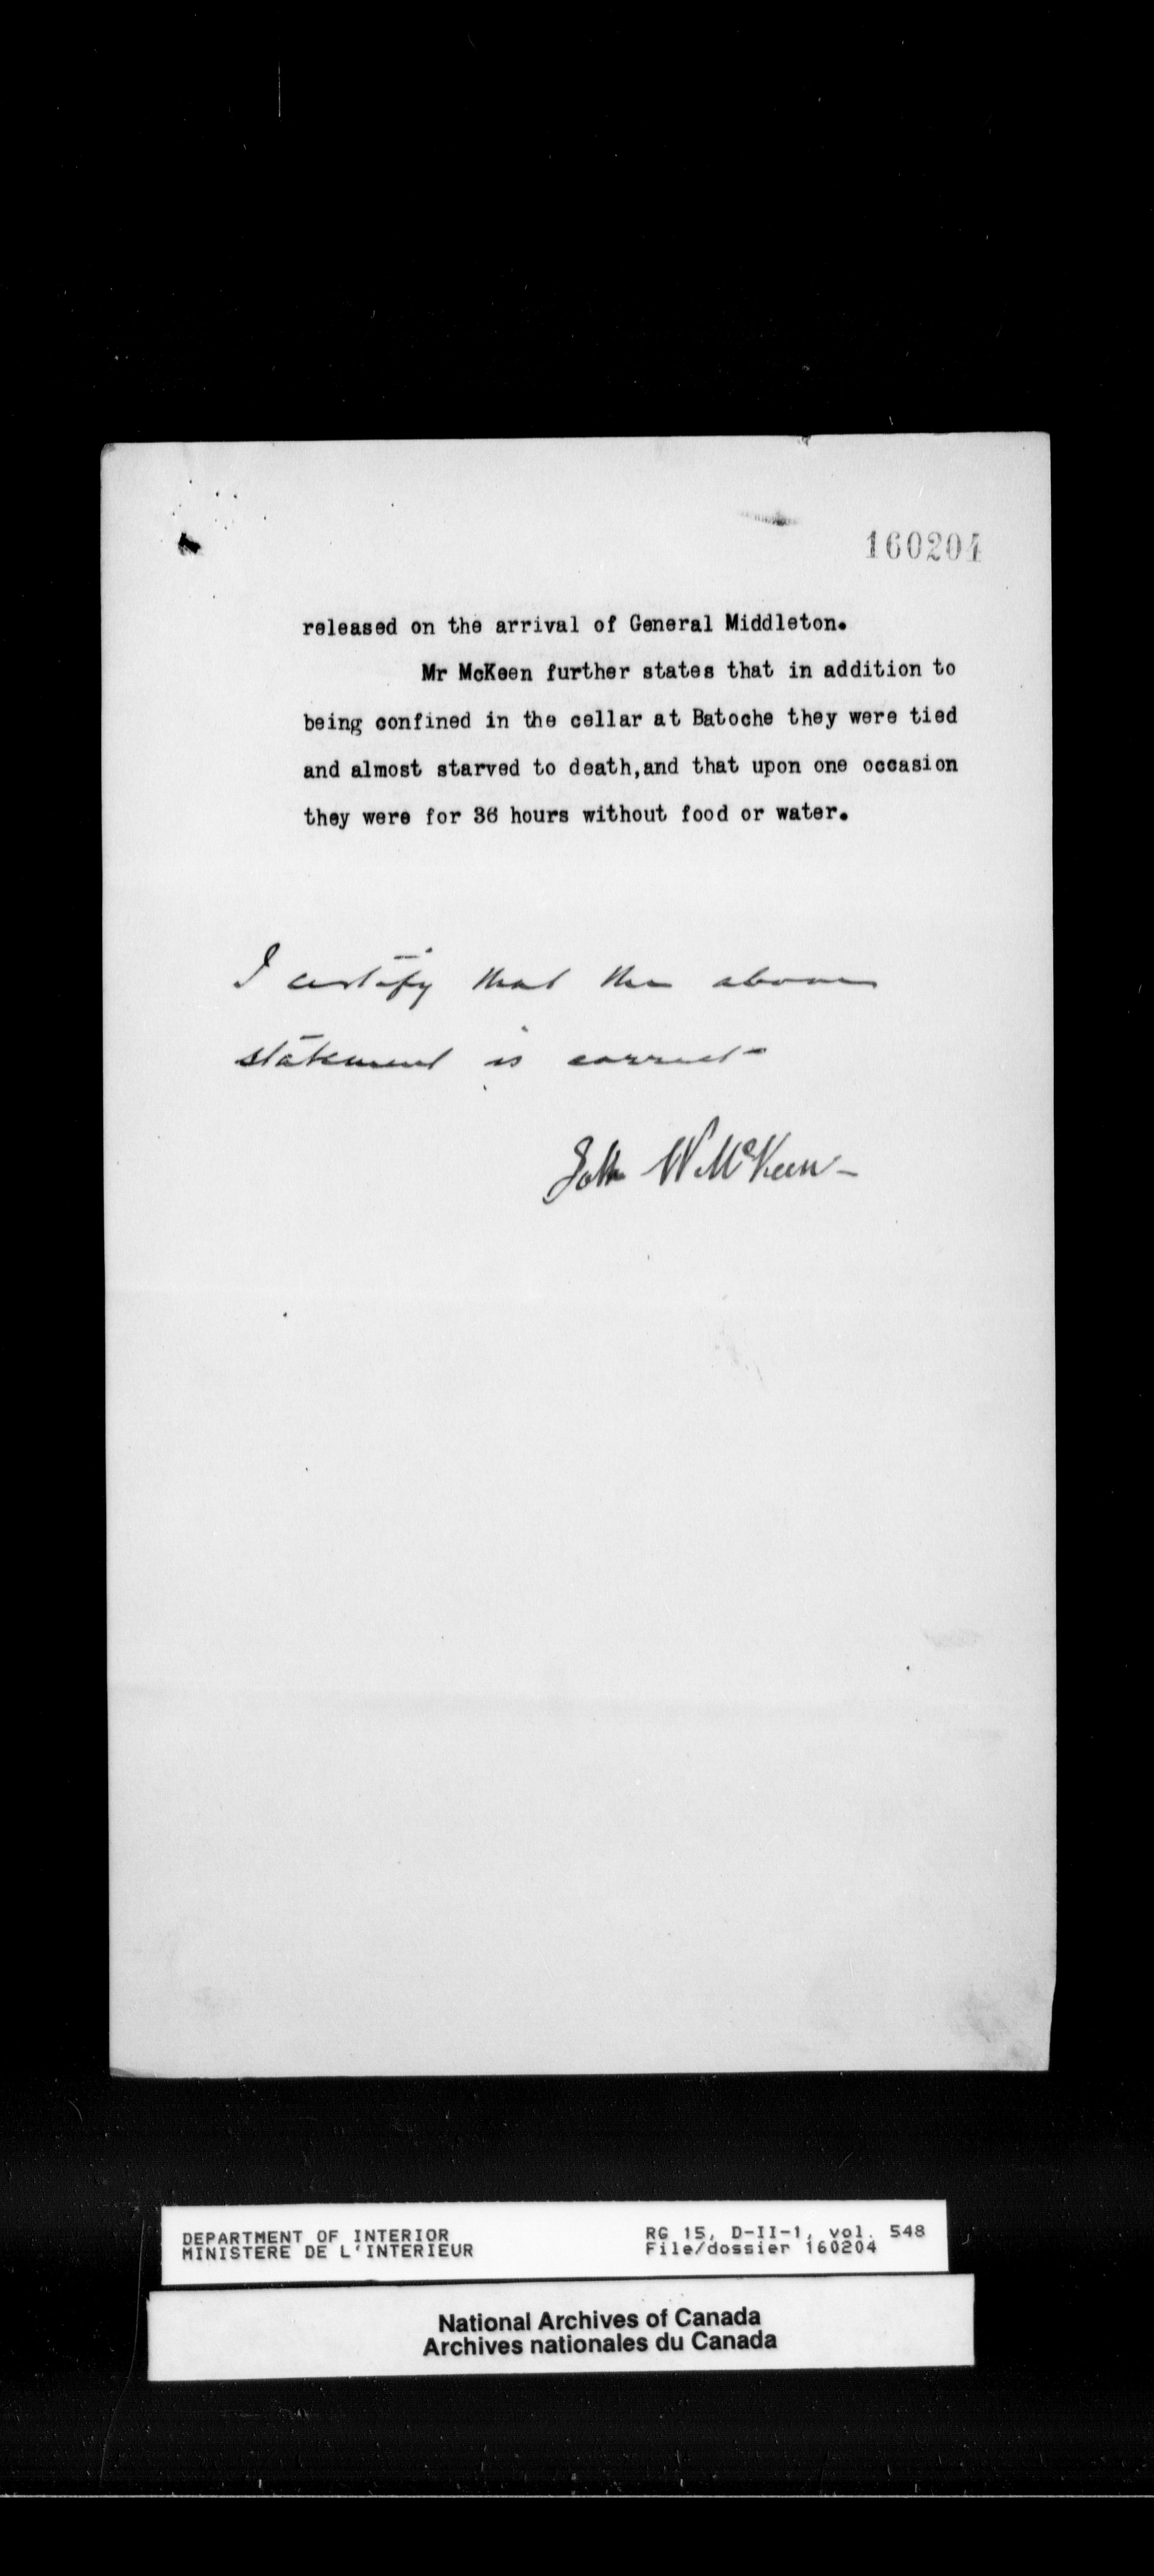 160204
released on the arrival of General Middleton.
Mr McKeen further states that in addition to
being confined in the cellar at Batoche they were tied
and almost starved to death,and that upon one occasion
they were for 36 hours without food or water.
I certify that the above
statement is correct
John W. McKeen
DEPARTMENT OF INTERIOR
MINISTERE DE L'INTERIEUR
RG 15, D-II-1, vol. 548
File/dossier 160204
National Archives of Canada
Archives nationales du Canada